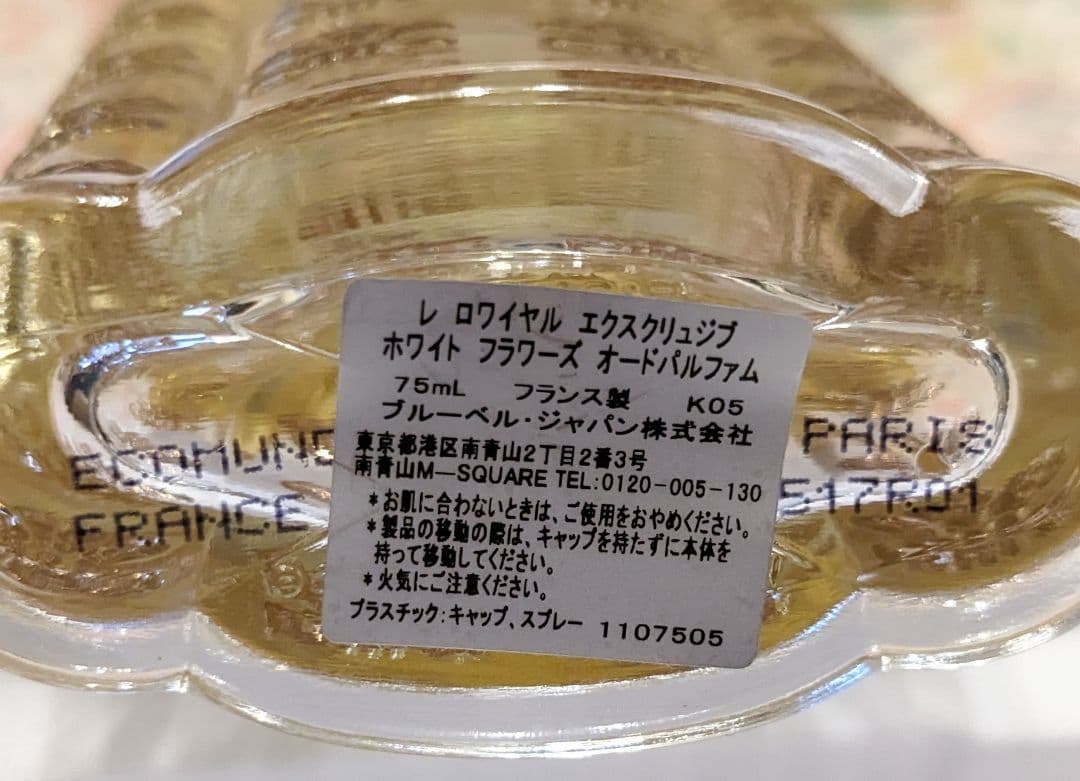 レ ロワイヤル エクスクリュジブ
ホワイト フラワーズ オードパルファム
75mL フランス製 K05
ブルーベル・ジャパン株式会社
東京都港区南青山2丁目2番3号
南青山M—SQUARE TEL:0120-005-130
*お肌に合わないときは、ご使用をおやめください。
*製品の移動の際は、キャップを持たずに本体を
持って移動してください。
*火気にご注意ください。
プラスチック:キャップ、スプレー 1107505
ECOMUND PARIS
FRANCE 517R01